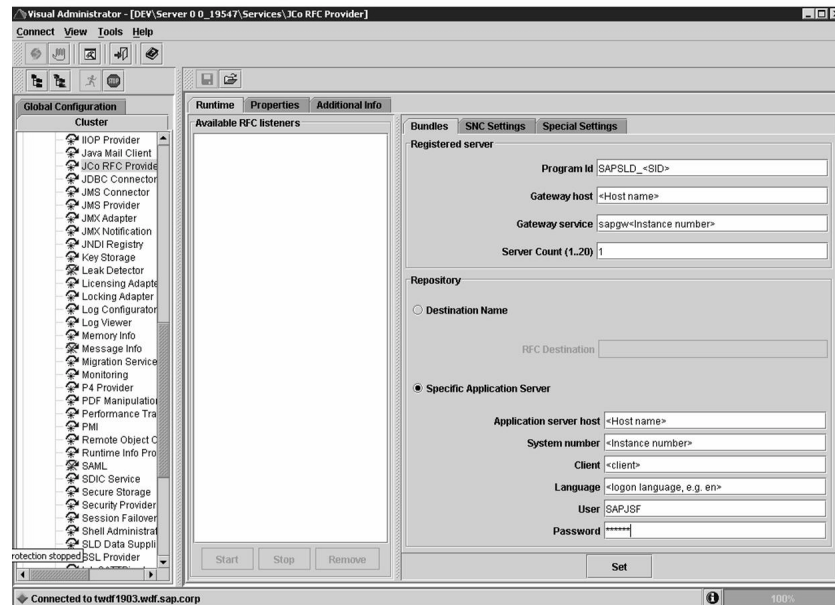 Visual Administrator - [DEV\Server 0 0_19547\Services\JCo RFC Provider]
Connect View Tools Help
Global Configuration
Cluster
IIOP Provider
Java Mail Client
JCo RFC Provide
JDBC Connector
JMS Connector
JMS Provider
JMX Adapter
JMX Notification
JNDI Registry
Key Storage
Leak Detector
Licensing Adapte
Locking Adapter
Log Configurator
Log Viewer
Memory Info
Message Info
Migration Service
Monitoring
P4 Provider
PDF Manipulatio
Performance Tra
PMI
Remote Object C
Runtime Info Pro
SAML
SDIC Service
Secure Storage
Security Provider
Session Failover
Shell Administrat
SLD Data Suppli
rotection stopped
SSL Provider
Runtime Properties Additional Info
Available RFC listeners
Start Stop Remove
Bundles SNC Settings Special Settings
Registered server
Program Id SAPSLD_<SID>
Gateway host <Host name>
Gateway service sapgw<Instance number>
Server Count (1..20) 1
Repository
Destination Name
RFC Destination
Specific Application Server
Application server host <Host name>
System number <Instance number>
Client <client>
Language <logon language, e.g. en>
User SAPJSF
Password ******
Set
Connected to twdf1903.wdf.sap.corp
100%